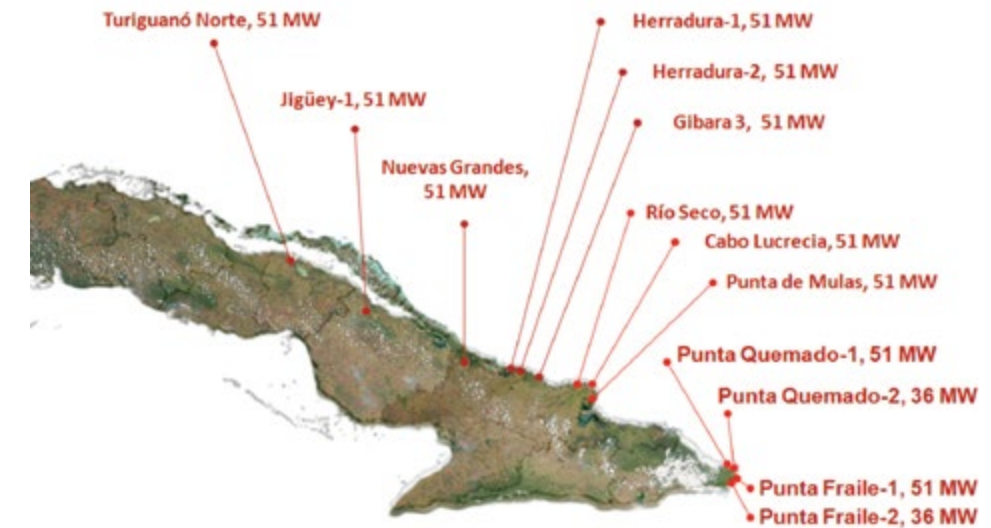 Turiguanó Norte, 51 MW
Herradura-1, 51 MW
Herradura-2, 51 MW
Jigüey-1, 51 MW
Gibara 3, 51 MW
Nuevas Grandes,
51 MW
Río Seco, 51 MW
Cabo Lucrecia, 51 MW
Punta de Mulas, 51 MW
Punta Quemado-1, 51 MW
Punta Quemado-2, 36 MW
Punta Fraile-1, 51 MW
Punta Fraile-2, 36 MW